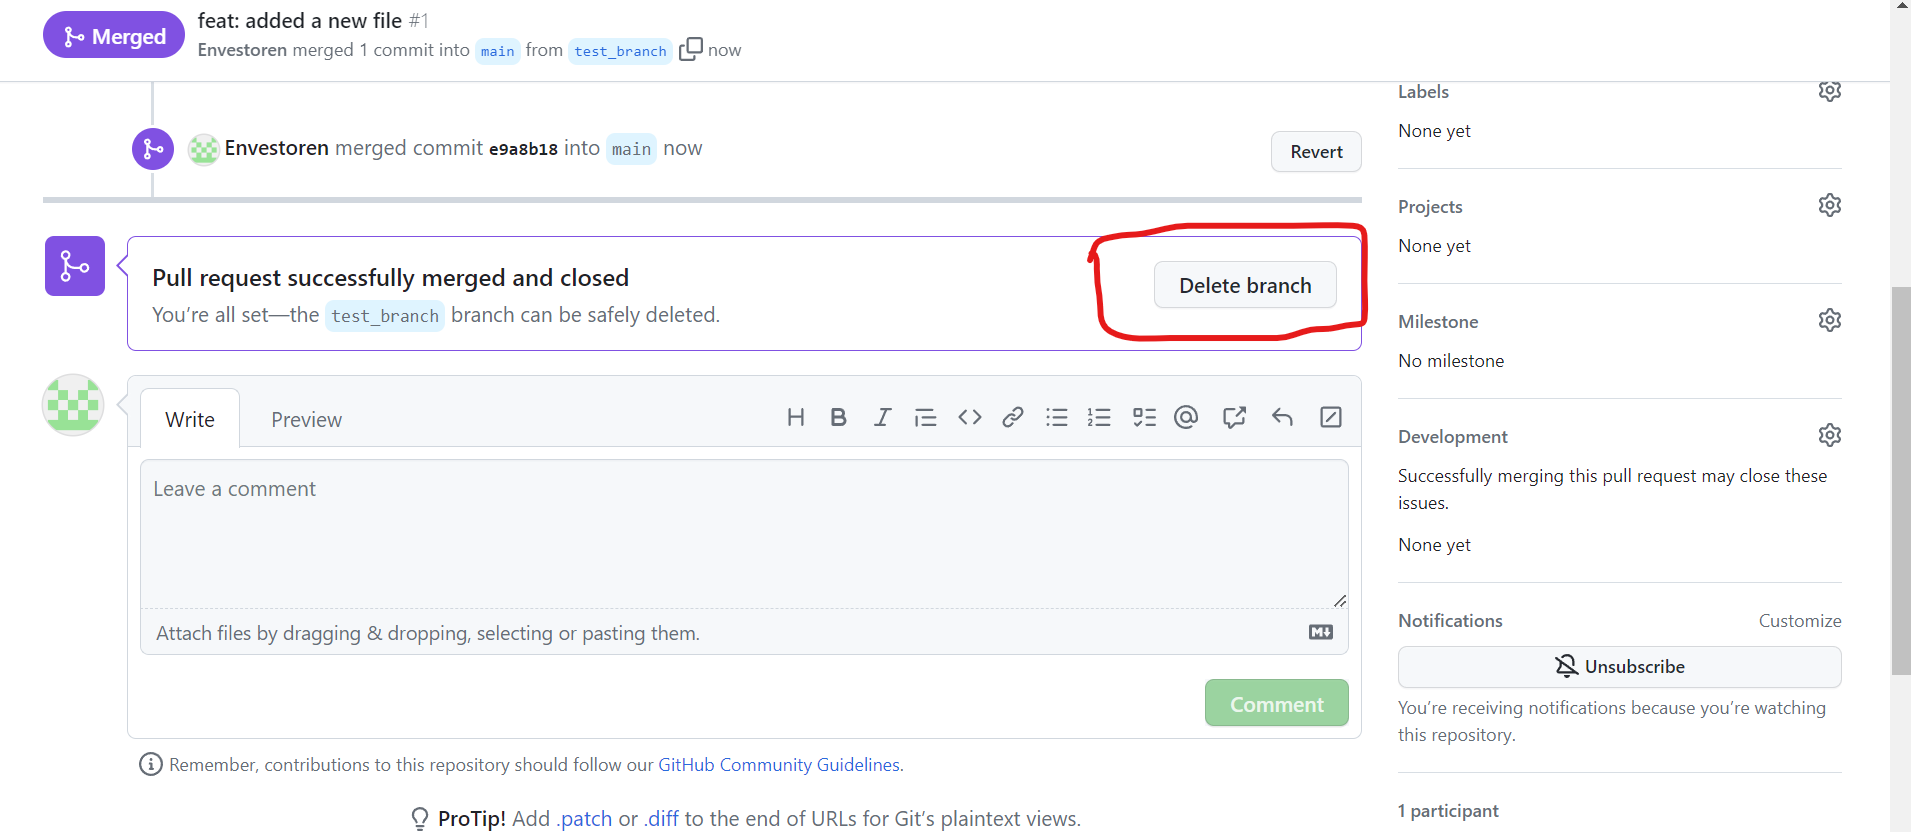 Merged
feat: added a new file #1
Envestoren merged 1 commit into main from test_branch now
Envestoren merged commit e9a8b18 into main now
Revert
Pull request successfully merged and closed
You’re all set—the test_branch branch can be safely deleted.
Delete branch
Write
Preview
Leave a comment
Attach files by dragging & dropping, selecting or pasting them.
Comment
Remember, contributions to this repository should follow our GitHub Community Guidelines.
ProTip! Add .patch or .diff to the end of URLs for Git’s plaintext views.
Labels
None yet
Projects
None yet
Milestone
No milestone
Development
Successfully merging this pull request may close these
issues.
None yet
Notifications
Customize
Unsubscribe
You’re receiving notifications because you’re watching
this repository.
1 participant